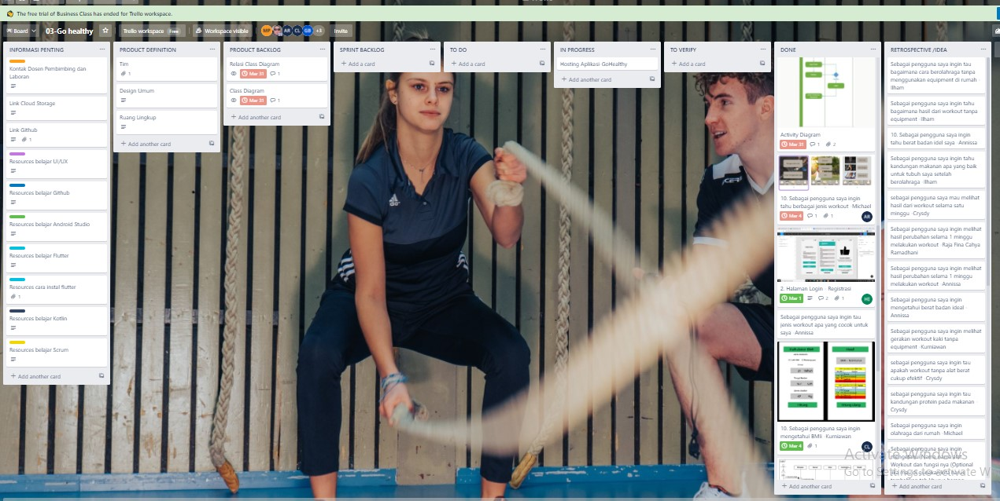 The free trial of Business Class has ended for Trello workspace.
Board
03-Go healthy
Trello workspace
Free
Workspace visible
MP
AR
CL
GB
+3
Invite
INFORMASI PENTING
Kontak Dosen Pembimbing dan
Laboran
Link Cloud Storage
Link Github
1
Resources belajar UI/UX
Resources belajar Github
Resources belajar Android Studio
Resources belajar Flutter
Resources cara instal flutter
1
Resources belajar Kotlin
Resources belajar Scrum
+ Add another card
PRODUCT DEFINITION
Tim
1
Design Umum
Ruang Lingkup
+ Add another card
PRODUCT BACKLOG
Relasi Class Diagram
Mar 31
1
Class Diagram
Mar 31
1
+ Add another card
SPRINT BACKLOG
+ Add a card
TO DO
+ Add a card
IN PROGRESS
Hosting Aplikasi GoHealthy
+ Add another card
TO VERIFY
+ Add a card
DONE
Activity Diagram
Mar 31
1
2
10. Sebagai pengguna saya ingin
tahu berbagai jenis workout -Michael
Mar 4
1
1
AR
2. Halaman Login - Registrasi
Mar 1
2
1
Sebagai pengguna saya ingin tau
jenis workout apa yang cocok untuk
saya -Annissa
10. Sebagai pengguna saya ingin
mengetahui BMI -Kurniawan
Mar 4
1
CL
+ Add another card
RETROSPECTIVE /IDEA
Sebagai pengguna saya ingin tau
bagaimana cara berolahraga tanpa
menggunakan equipment di rumah -
Ilham
Sebagai pengguna saya ingin tahu
bagaimana hasil dari workout tanpa
equipment -Ilham
10. Sebagai pengguna saya ingin
tahu berat badan idel saya -Annissa
Sebagai pengguna saya ingin tahu
kandungan makanan apa yang baik
untuk tubuh saya setelah
berolahraga -Ilham
sebagai pengguna saya mau melihat
hasil dari workout selama satu
minggu -Crysdy
Sebagai pengguna saya ingin melihat
hasil perubahan selama 1 minggu
melakukan workout -Raja Fina Cahya
Ramadhani
Sebagai pengguna saya ingin melihat
hasil perubahan selama 1 minggu
melakukan workout -Annissa
Sebagai pengguna saya ingin
mengetahui berat badan ideal -
Annissa
Sebagai pengguna saya ingin melihat
gerakan workout kaki tanpa
equipment -Kurniawan
sebagai pengguna saya ingin tau
apakah workout tanpa alat berat
cukup efektif -Crysdy
sebagai pengguna saya ingin tau
kandungan protein pada makanan -
Crysdy
Sebagai pengguna saya ingin
olahraga dari rumah -Michael
Sebagai pengguna saya ingin
Workout dan fungsi nya (Optional
+ Add another card
Activate Windows
Go to Settings to activate W